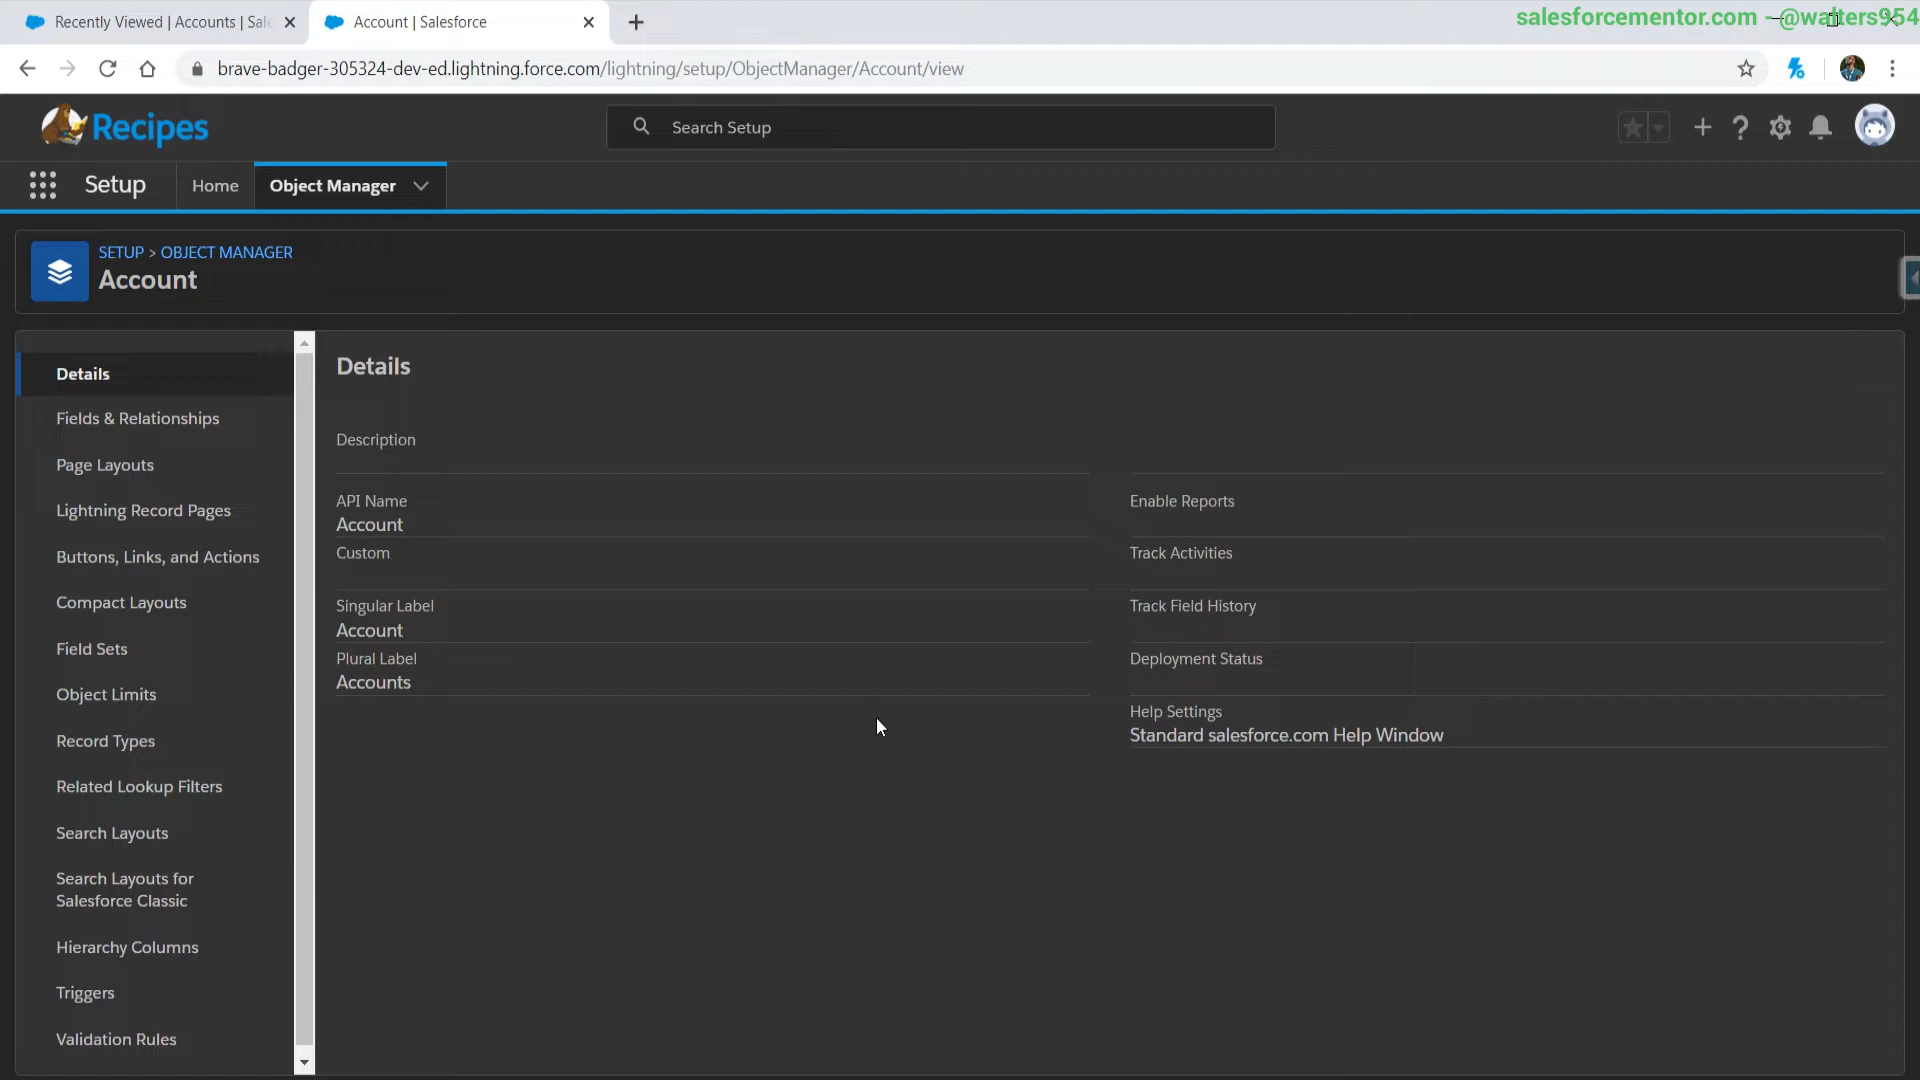 Recently Viewed | Accounts | Sale
Account | Salesforce
salesforcementor.com - @walters954
brave-badger-305324-dev-ed.lightning.force.com/lightning/setup/ObjectManager/Account/view
Recipes
Search Setup
Setup
Home
Object Manager
SETUP > OBJECT MANAGER
Account
Details
Fields & Relationships
Page Layouts
Lightning Record Pages
Buttons, Links, and Actions
Compact Layouts
Field Sets
Object Limits
Record Types
Related Lookup Filters
Search Layouts
Search Layouts for
Salesforce Classic
Hierarchy Columns
Triggers
Validation Rules
Details
Description
API Name
Account
Custom
Singular Label
Account
Plural Label
Accounts
Enable Reports
Track Activities
Track Field History
Deployment Status
Help Settings
Standard salesforce.com Help Window